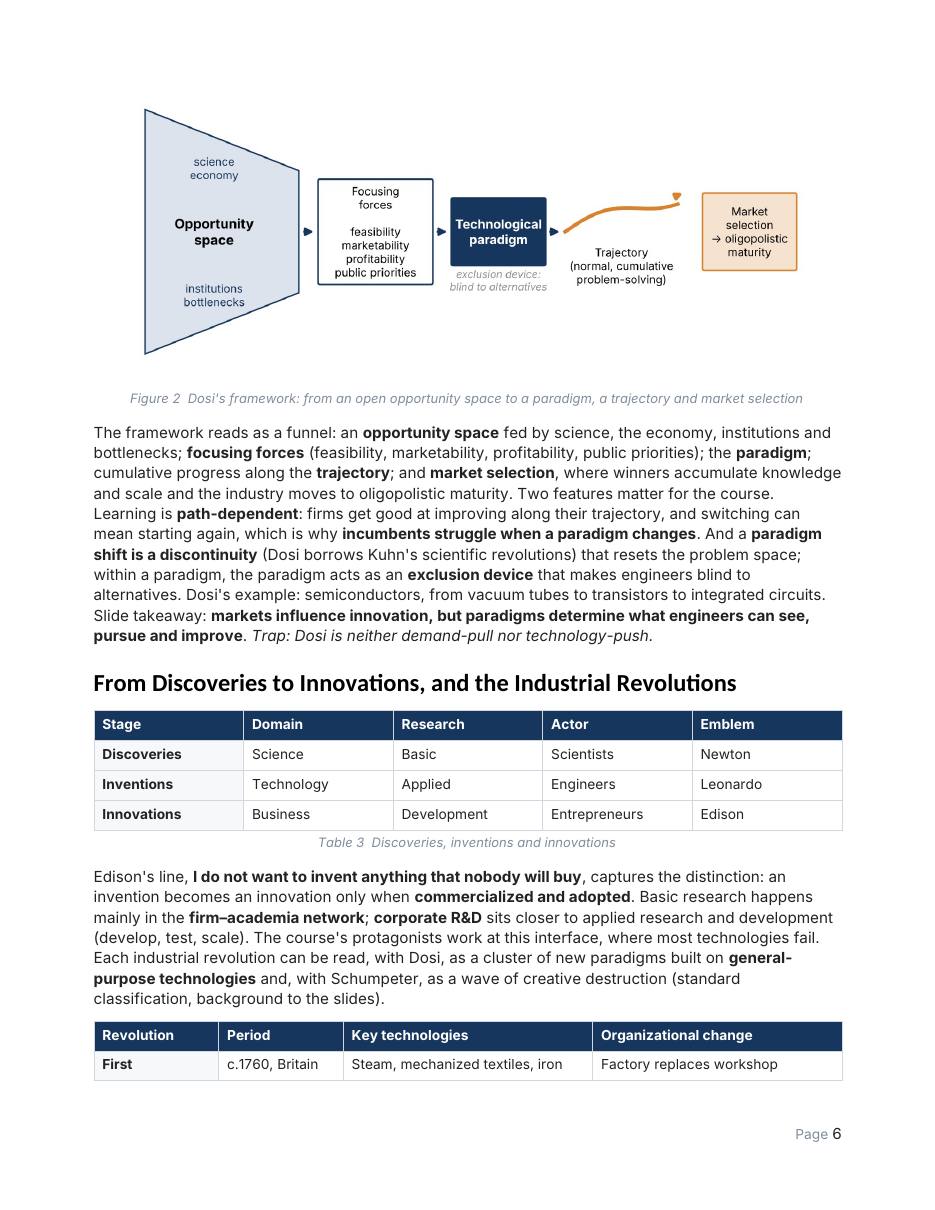 science
economy
Opportunity
space
institutions
bottlenecks
Focusing
forces
feasibility
marketability
profitability
public priorities
Technological
paradigm
exclusion device:
blind to alternatives
Trajectory
(normal, cumulative
problem-solving)
Market
selection
→ oligopolistic
maturity
Figure 2 Dosi's framework: from an open opportunity space to a paradigm, a trajectory and market selection
The framework reads as a funnel: an opportunity space fed by science, the economy, institutions and
bottlenecks; focusing forces (feasibility, marketability, profitability, public priorities); the paradigm;
cumulative progress along the trajectory; and market selection, where winners accumulate knowledge
and scale and the industry moves to oligopolistic maturity. Two features matter for the course.
Learning is path-dependent: firms get good at improving along their trajectory, and switching can
mean starting again, which is why incumbents struggle when a paradigm changes. And a paradigm
shift is a discontinuity (Dosi borrows Kuhn's scientific revolutions) that resets the problem space;
within a paradigm, the paradigm acts as an exclusion device that makes engineers blind to
alternatives. Dosi's example: semiconductors, from vacuum tubes to transistors to integrated circuits.
Slide takeaway: markets influence innovation, but paradigms determine what engineers can see,
pursue and improve. Trap: Dosi is neither demand-pull nor technology-push.
From Discoveries to Innovations, and the Industrial Revolutions
Stage Domain Research Actor Emblem
Discoveries Science Basic Scientists Newton
Inventions Technology Applied Engineers Leonardo
Innovations Business Development Entrepreneurs Edison
Table 3 Discoveries, inventions and innovations
Edison's line, I do not want to invent anything that nobody will buy, captures the distinction: an
invention becomes an innovation only when commercialized and adopted. Basic research happens
mainly in the firm–academia network; corporate R&D sits closer to applied research and development
(develop, test, scale). The course's protagonists work at this interface, where most technologies fail.
Each industrial revolution can be read, with Dosi, as a cluster of new paradigms built on general-
purpose technologies and, with Schumpeter, as a wave of creative destruction (standard
classification, background to the slides).
Revolution Period Key technologies Organizational change
First c.1760, Britain Steam, mechanized textiles, iron Factory replaces workshop
Page 6